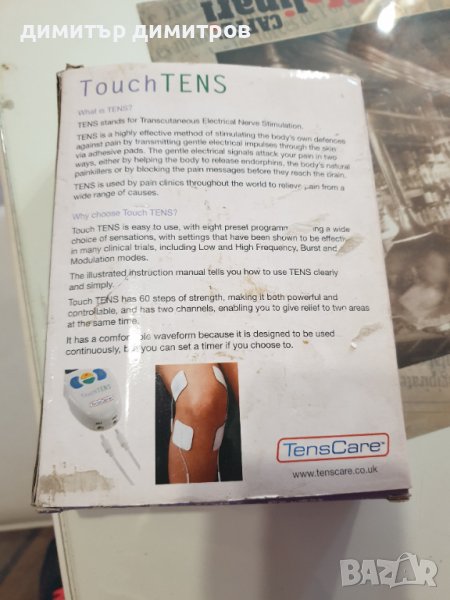 димитър димитров
TouchTENS
What is TENS?
TENS stands for Transcutaneous Electrical Nerve Stimulation.
TENS is a highly effective method of stimulating the body's own defences
against pain by transmitting gentle electrical impulses through the skin
via adhesive pads. The gentle electrical signals attack your pain in two
ways, either by helping the body to release endorphins, the body's natural
painkillers or by blocking the pain messages before they reach the brain.
TENS is used by pain clinics throughout the world to relieve pain from a
wide range of causes.
Why choose Touch TENS?
Touch TENS is easy to use, with eight preset a wide
choice of sensations, with settings that have been shown to be
in many clinical trials, including Low and High Frequency, Burst and
Modulation modes.
The illustrated instruction manual tells you how to use TENS clearly
and simply.
Touch TENS has 60 steps of strength, making it both powerful and
controllable, and has two channels, enabling you to give relief to two areas
at the same time.
It has a waveform because it is designed to be used
continuously, but you can set a timer if you choose to.
TouchTENS
TensCare
TensCare
www.tenscare.co.uk
bazar